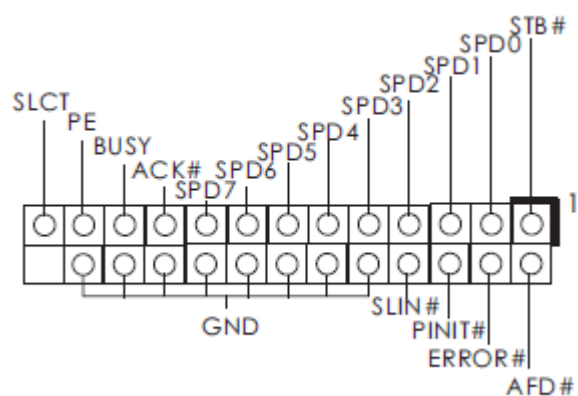 STB#
SPD0
SPD1
SPD2
SPD3
SPD4
SPD5
SPD6
SPD7
ACK#
BUSY
PE
SLCT
1
GND
SLIN#
PINIT#
ERROR#
AFD#